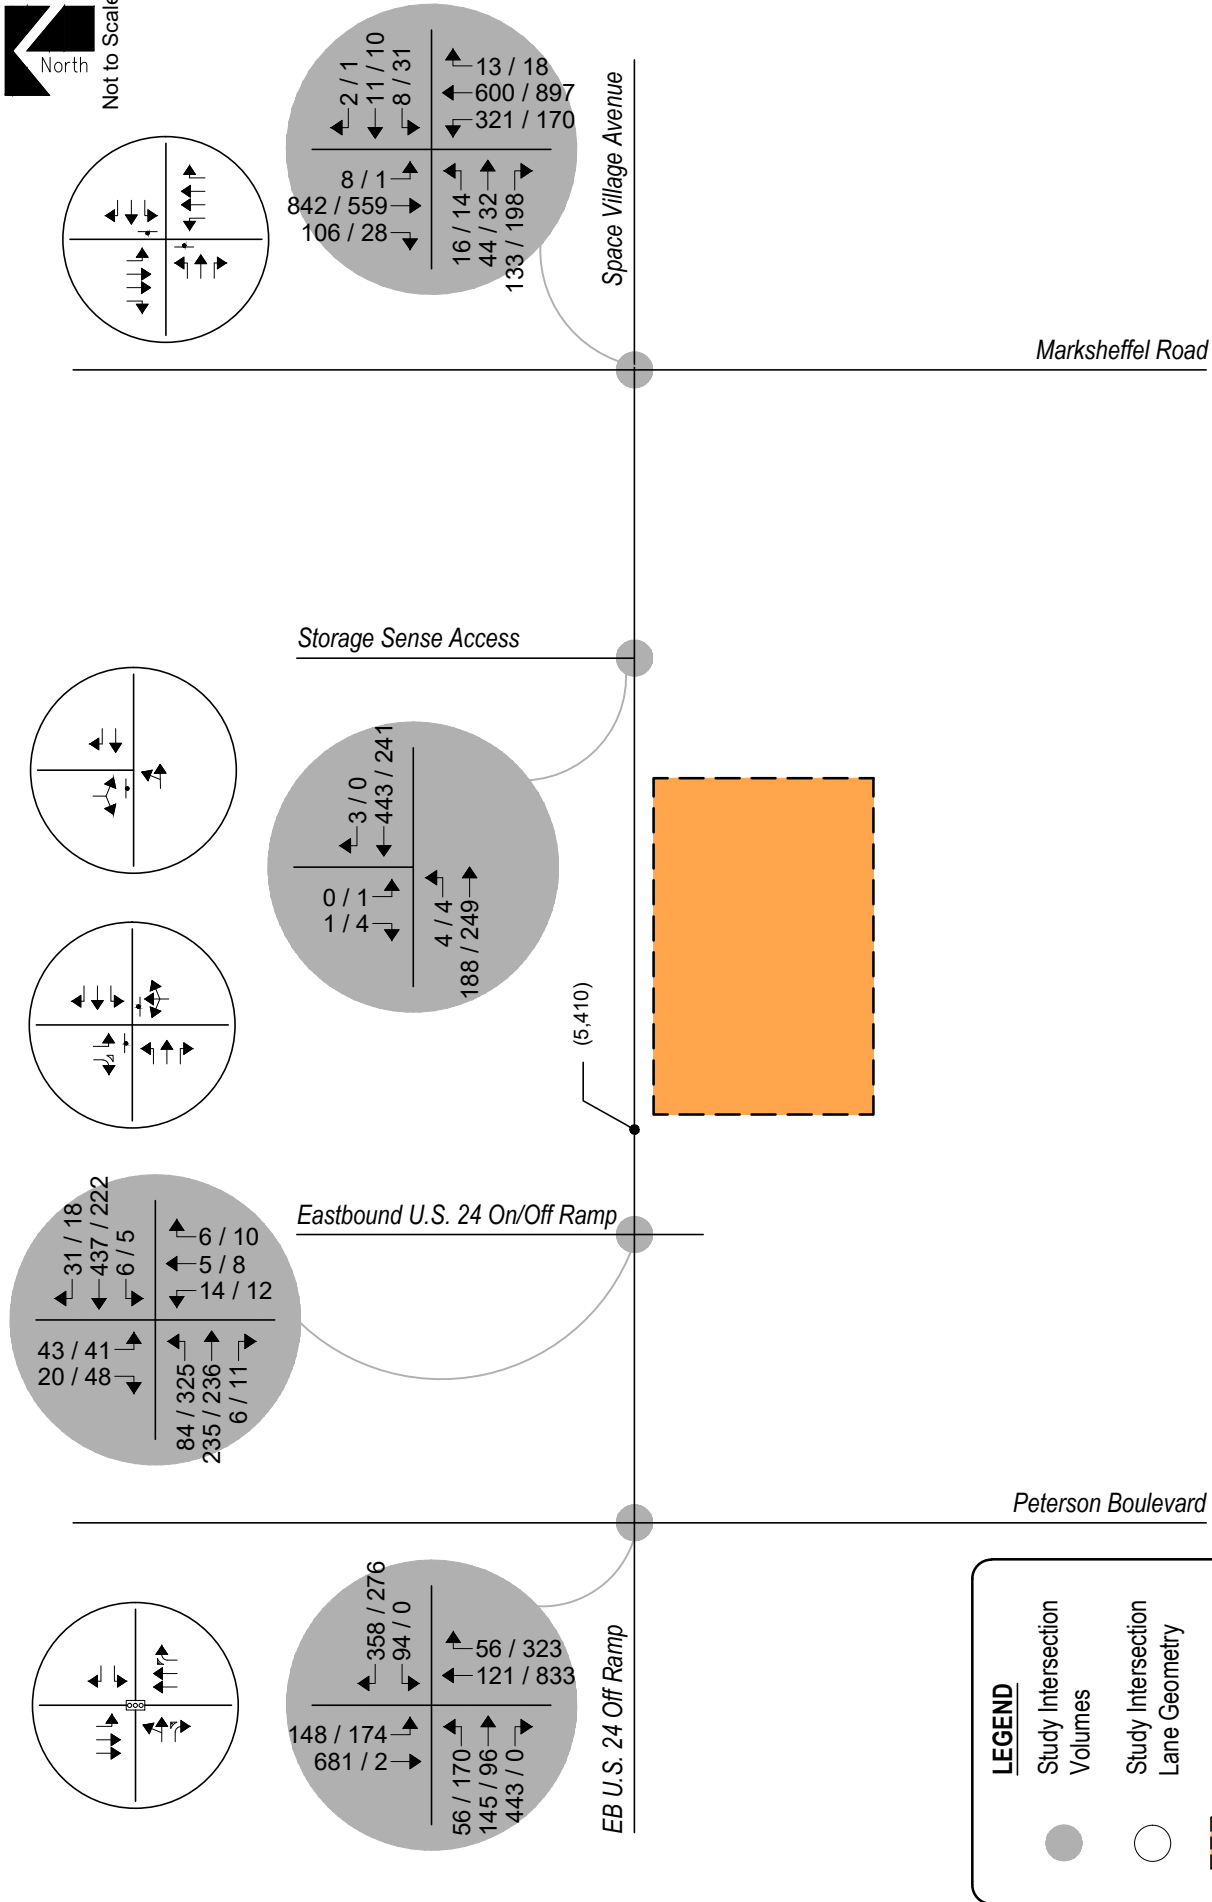 North
Not to Scale
2 / 1
11 / 10
8 / 31
13 / 18
600 / 897
321 / 170
8 / 1
842 / 559
106 / 28
16 / 14
44 / 32
133 / 198
Space Village Avenue
Marksheffel Road
Storage Sense Access
3 / 0
443 / 241
0 / 1
1 / 4
4 / 4
188 / 249
(5,410)
Eastbound U.S. 24 On/Off Ramp
31 / 18
437 / 222
6 / 5
6 / 10
5 / 8
14 / 12
43 / 41
20 / 48
84 / 325
235 / 236
6 / 11
Peterson Boulevard
358 / 276
94 / 0
56 / 323
121 / 833
148 / 174
681 / 2
56 / 170
145 / 96
443 / 0
EB U.S. 24 Off Ramp
LEGEND
Study Intersection
Volumes
Study Intersection
Lane Geometry